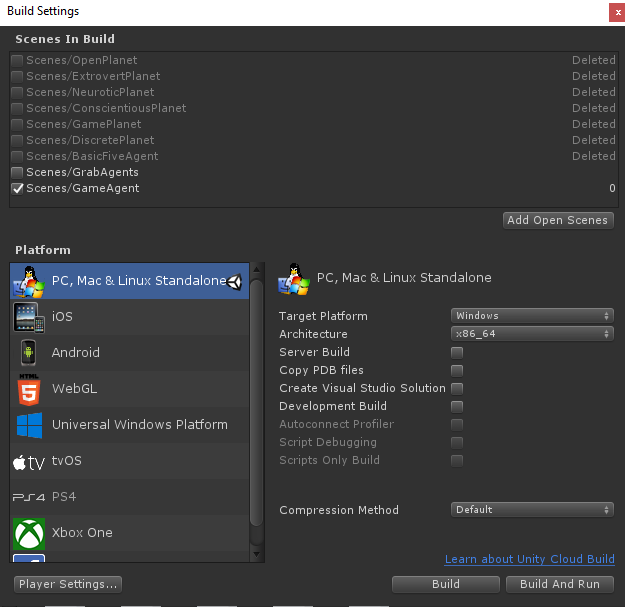 Build Settings
x
Scenes In Build
Scenes/OpenPlanet Deleted
Scenes/ExtrovertPlanet Deleted
Scenes/NeuroticPlanet Deleted
Scenes/ConscientiousPlanet Deleted
Scenes/GamePlanet Deleted
Scenes/DiscretePlanet Deleted
Scenes/BasicFiveAgent Deleted
Scenes/GrabAgents
Scenes/GameAgent 0
Add Open Scenes
Platform
PC, Mac & Linux Standalone
iOS
Android
HTML
5
WebGL
Universal Windows Platform
tv
tvOS
PS4
PS4
Xbox One
PC, Mac & Linux Standalone
Target Platform Windows
Architecture x86_64
Server Build
Copy PDB files
Create Visual Studio Solution
Development Build
Autoconnect Profiler
Script Debugging
Scripts Only Build
Compression Method Default
Learn about Unity Cloud Build
Player Settings... Build Build And Run